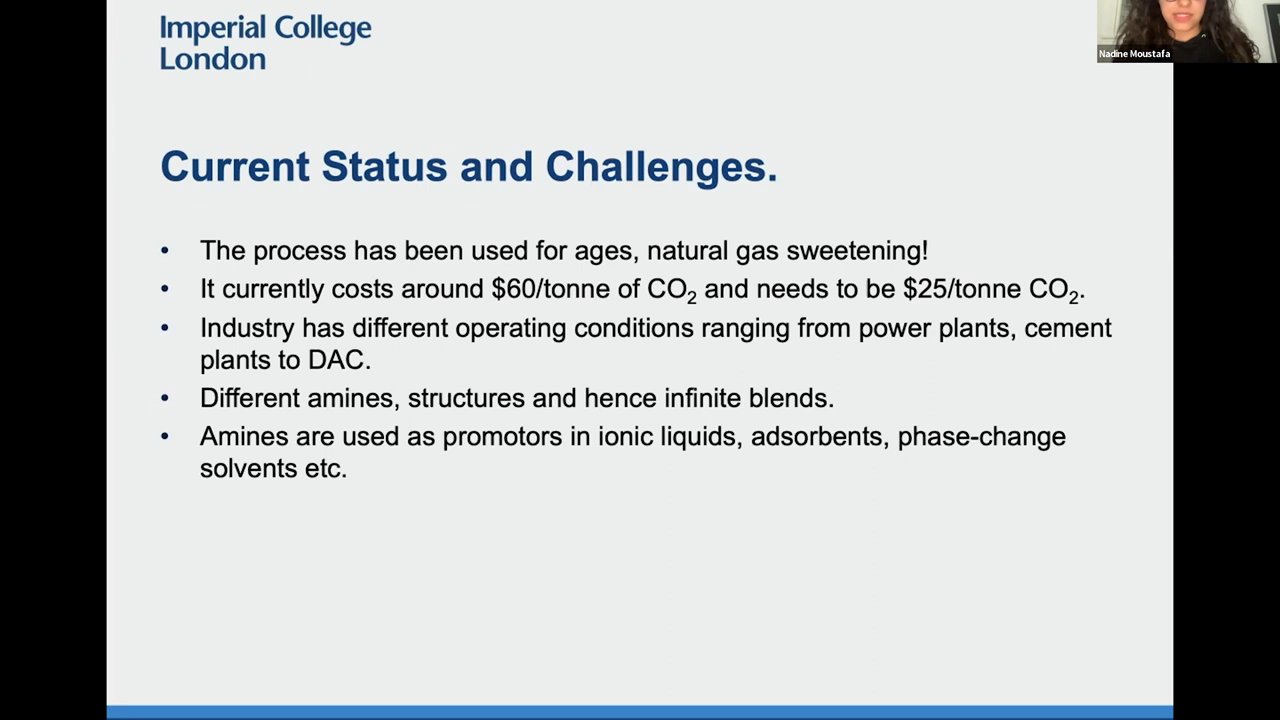 Imperial College
London
Nadine Moustafa
Current Status and Challenges.
• The process has been used for ages, natural gas sweetening!
• It currently costs around $60/tonne of CO₂ and needs to be $25/tonne CO₂.
• Industry has different operating conditions ranging from power plants, cement
plants to DAC.
• Different amines, structures and hence infinite blends.
• Amines are used as promotors in ionic liquids, adsorbents, phase-change
solvents etc.